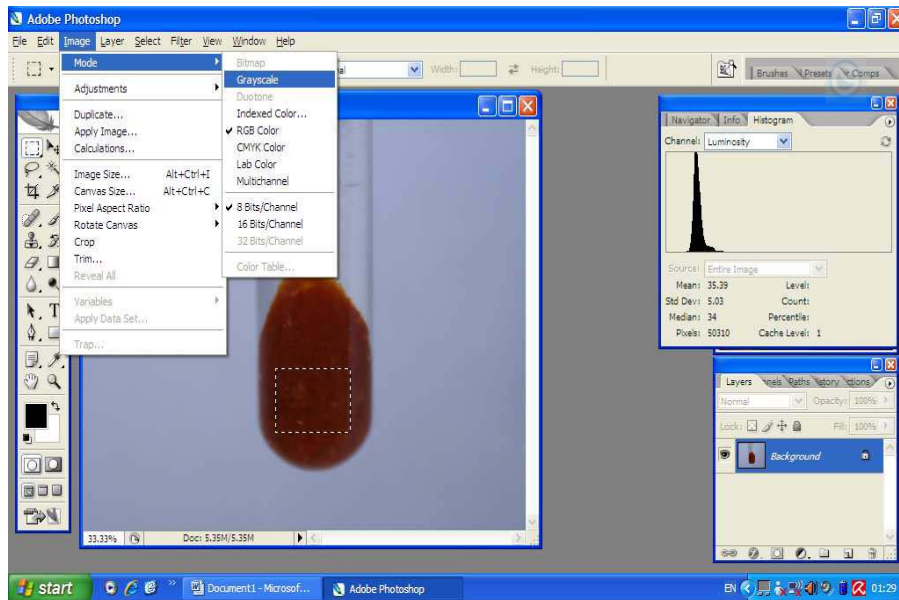 Adobe Photoshop
File Edit Image Layer Select Filter View Window Help
Width: Height:
Brushes Presets r Comps
Mode
Adjustments
Duplicate...
Apply Image...
Calculations...
Image Size... Alt+Ctrl+I
Canvas Size... Alt+Ctrl+C
Pixel Aspect Ratio
Rotate Canvas
Crop
Trim...
Reveal All
Variables
Apply Data Set...
Trap...
Bitmap
Grayscale
Duotone
Indexed Color...
RGB Color
CMYK Color
Lab Color
Multichannel
8 Bits/Channel
16 Bits/Channel
32 Bits/Channel
Color Table...
Navigator Info Histogram
Channel: Luminosity
Source: Entire Image
Mean: 35.39 Level:
Std Dev: 5.03 Count:
Median: 34 Percentile:
Pixels: 50310 Cache Level: 1
Layers nnels Paths story ctions
Normal Opacity: 100%
Lock: Fill: 100%
Background
33.33% Doc: 5.35M/5.35M
start Document1 - Microsof... Adobe Photoshop EN 01:29